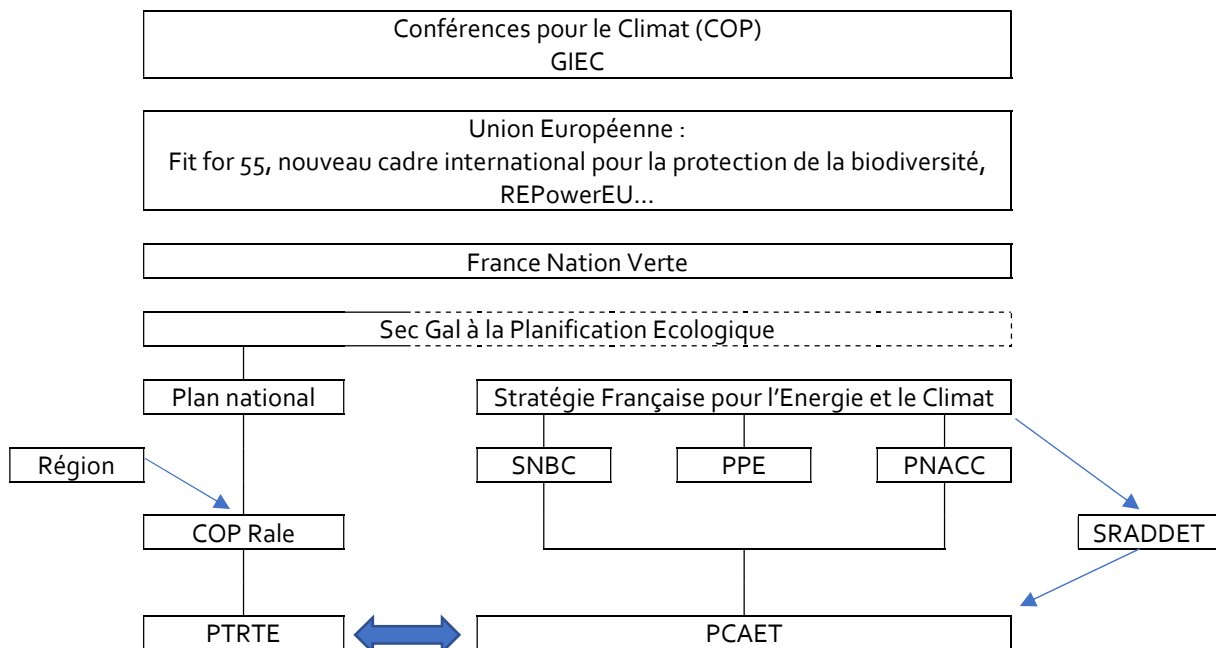 Conférences pour le Climat (COP)
GIEC
Union Européenne :
Fit for 55, nouveau cadre international pour la protection de la biodiversité,
REPowerEU...
France Nation Verte
Sec Gal à la Planification Ecologique
Plan national
Stratégie Française pour l'Energie et le Climat
Région
SNBC
PPE
PNACC
COP Rale
SRADDET
PTRTE
PCAET